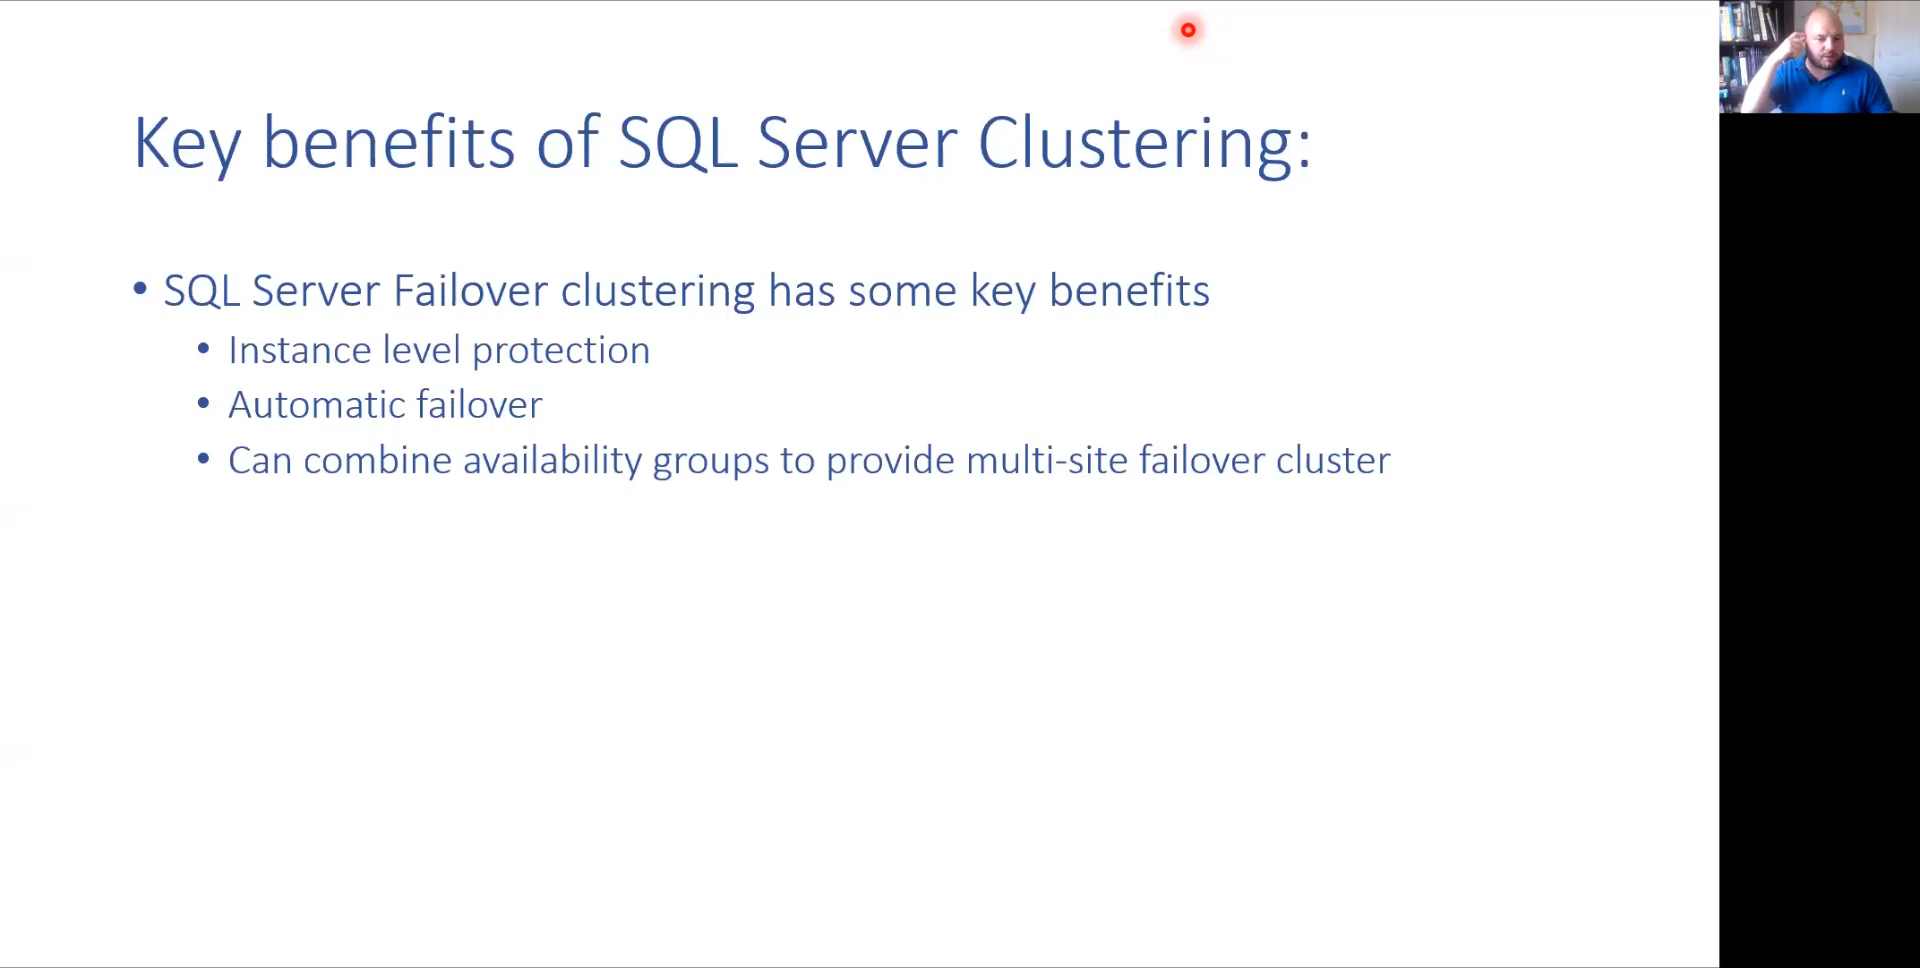 Key benefits of SQL Server Clustering:
• SQL Server Failover clustering has some key benefits
• Instance level protection
• Automatic failover
• Can combine availability groups to provide multi-site failover cluster